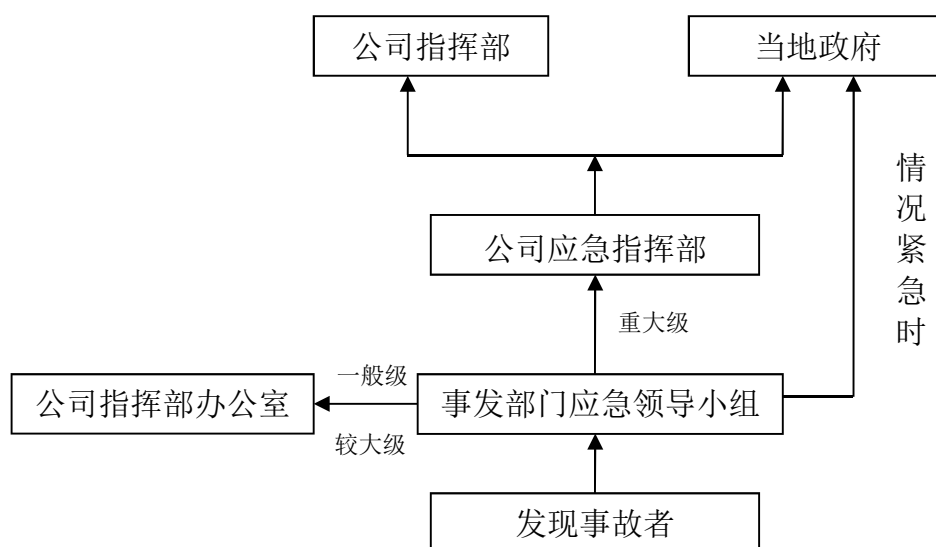 公司指挥部
当地政府
情况紧急时
公司应急指挥部
重大级
一般级
公司指挥部办公室
事发部门应急领导小组
较大级
发现事故者